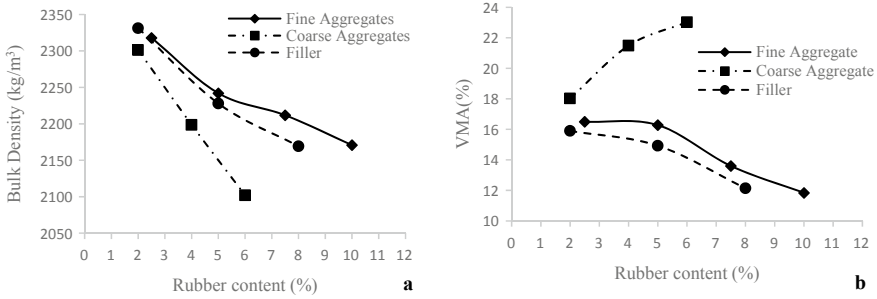 Bulk Density (kg/m³)
2350
2300
2250
2200
2150
2100
2050
0 1 2 3 4 5 6 7 8 9 10 11 12
Rubber content (%)
Fine Aggregates
Coarse Aggregates
Filler
a
VMA(%)
24
22
20
18
16
14
12
10
0 1 2 3 4 5 6 7 8 9 10 11 12
Rubber content (%)
Fine Aggregate
Coarse Aggregate
Filler
b